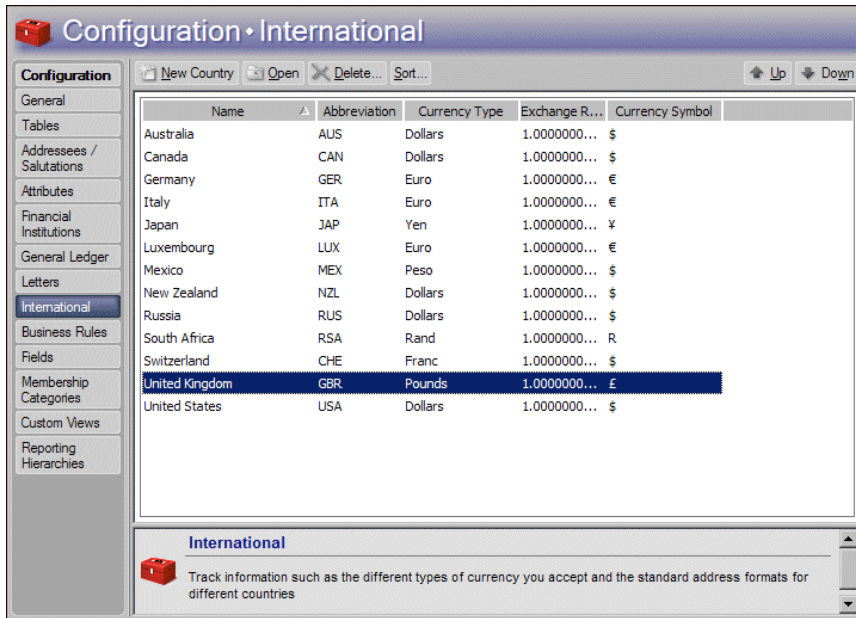 Configuration • International
Configuration
General
Tables
Addressees /
Salutations
Attributes
Financial
Institutions
General Ledger
Letters
International
Business Rules
Fields
Membership
Categories
Custom Views
Reporting
Hierarchies
New Country Open Delete... Sort... Up Down
Name Abbreviation Currency Type Exchange R... Currency Symbol
Australia AUS Dollars 1.0000000... $
Canada CAN Dollars 1.0000000... $
Germany GER Euro 1.0000000... €
Italy ITA Euro 1.0000000... €
Japan JAP Yen 1.0000000... ¥
Luxembourg LUX Euro 1.0000000... €
Mexico MEX Peso 1.0000000... $
New Zealand NZL Dollars 1.0000000... $
Russia RUS Dollars 1.0000000... $
South Africa RSA Rand 1.0000000... R
Switzerland CHE Franc 1.0000000... $
United Kingdom GBR Pounds 1.0000000... £
United States USA Dollars 1.0000000... $
International
Track information such as the different types of currency you accept and the standard address formats for
different countries